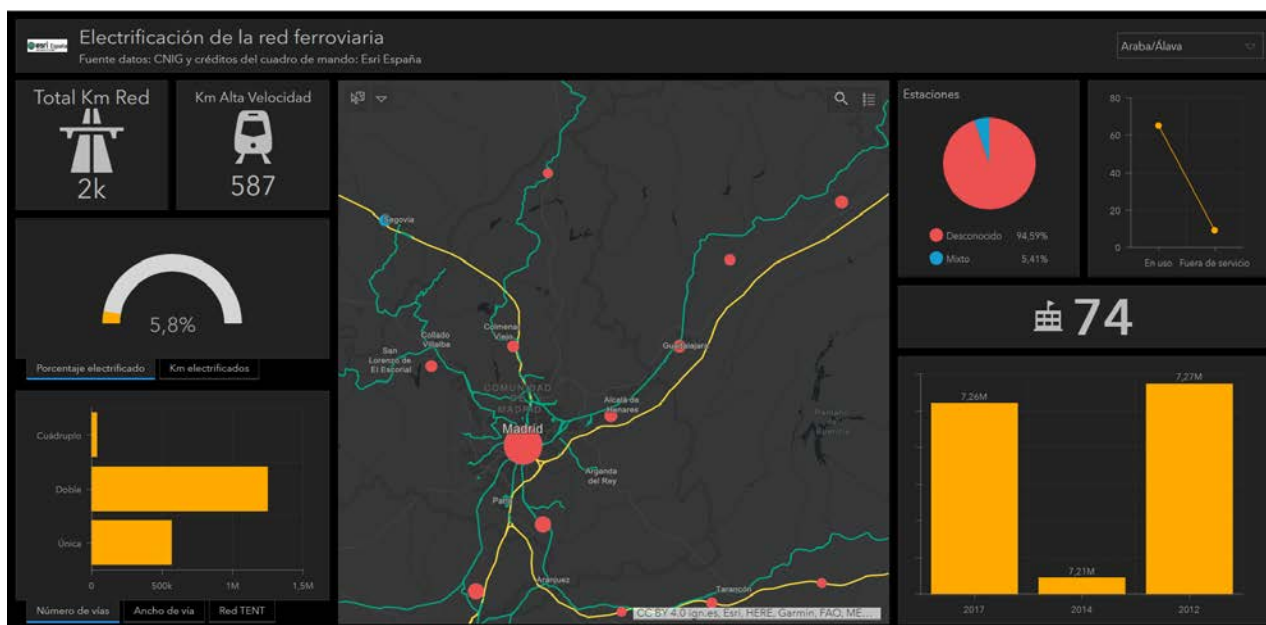 esri España
Electrificación de la red ferroviaria
Fuente datos: CNIG y créditos del cuadro de mando: Esri España
Araba/Álava
Total Km Red
2k
Km Alta Velocidad
587
5,8%
Porcentaje electrificado
Km electrificados
Cuádruplo
Doble
Única
0
500k
1M
1,5M
Número de vías
Ancho de vía
Red TENT
Segovia
Collado
Villalba
Colmenar
Viejo
San
Lorenzo de
El Escorial
Guadalajara
COMUNIDAD
DE
MADRID
Alcalá de
Henares
Madrid
Arganda
del Rey
Parla
Aranjuez
Tarancón
CC BY 4.0 ign.es, Esri, HERE, Garmin, FAO, ME...
Estaciones
Desconocido 94,59%
Mixto 5,41%
80
60
40
20
0
En uso
Fuera de servicio
74
7,26M
7,21M
7,27M
2017
2014
2012